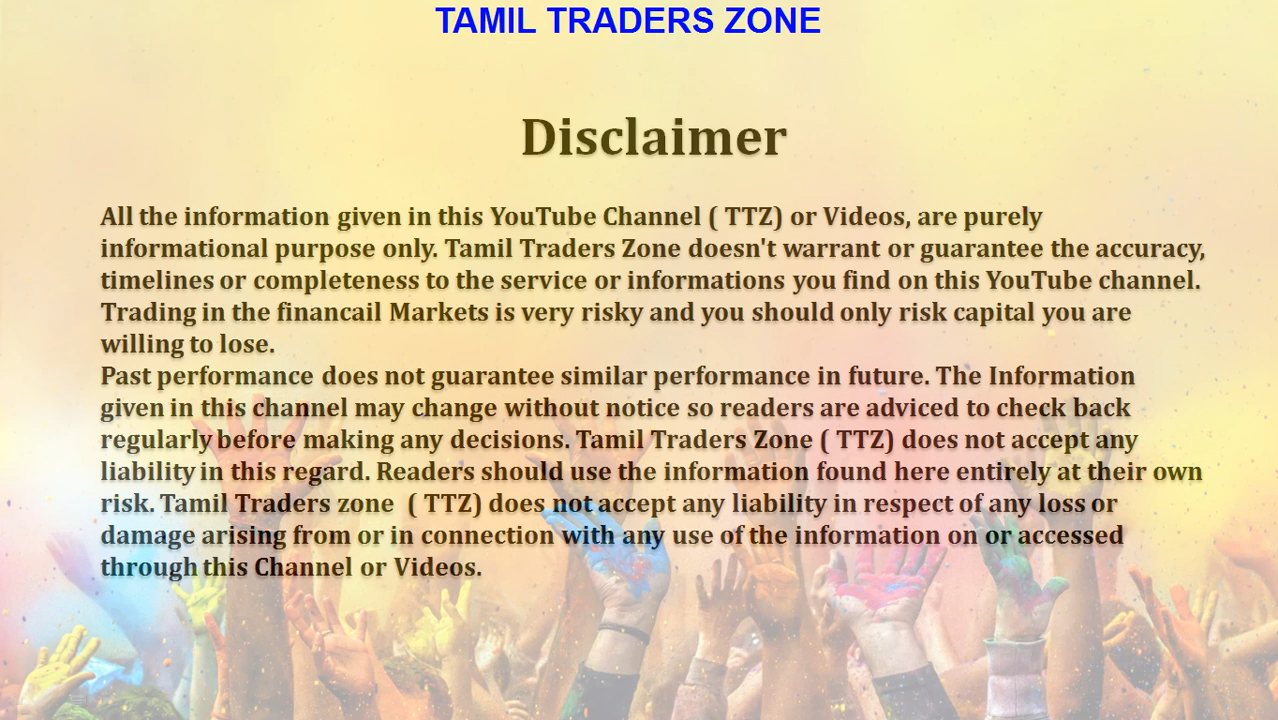 TAMIL TRADERS ZONE
Disclaimer
All the information given in this YouTube Channel ( TTZ) or Videos, are purely
informational purpose only. Tamil Traders Zone doesn't warrant or guarantee the accuracy,
timelines or completeness to the service or informations you find on this YouTube channel.
Trading in the financail Markets is very risky and you should only risk capital you are
willing to lose.
Past performance does not guarantee similar performance in future. The Information
given in this channel may change without notice so readers are adviced to check back
regularly before making any decisions. Tamil Traders Zone ( TTZ) does not accept any
liability in this regard. Readers should use the information found here entirely at their own
risk. Tamil Traders zone  ( TTZ) does not accept any liability in respect of any loss or
damage arising from or in connection with any use of the information on or accessed
through this Channel or Videos.